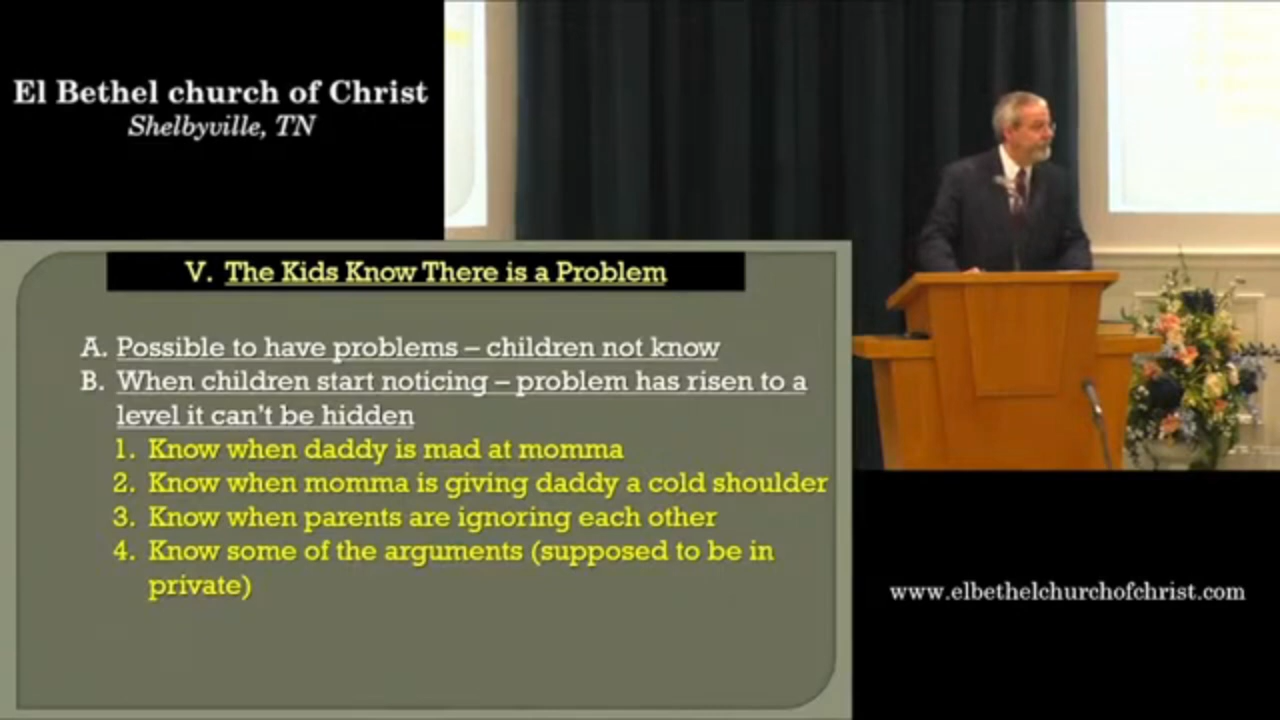 El Bethel church of Christ
Shelbyville, TN
V. The Kids Know There is a Problem
A. Possible to have problems – children not know
B. When children start noticing – problem has risen to a
level it can't be hidden
1. Know when daddy is mad at momma
2. Know when momma is giving daddy a cold shoulder
3. Know when parents are ignoring each other
4. Know some of the arguments (supposed to be in
private)
www.elbethelchurchofchrist.com